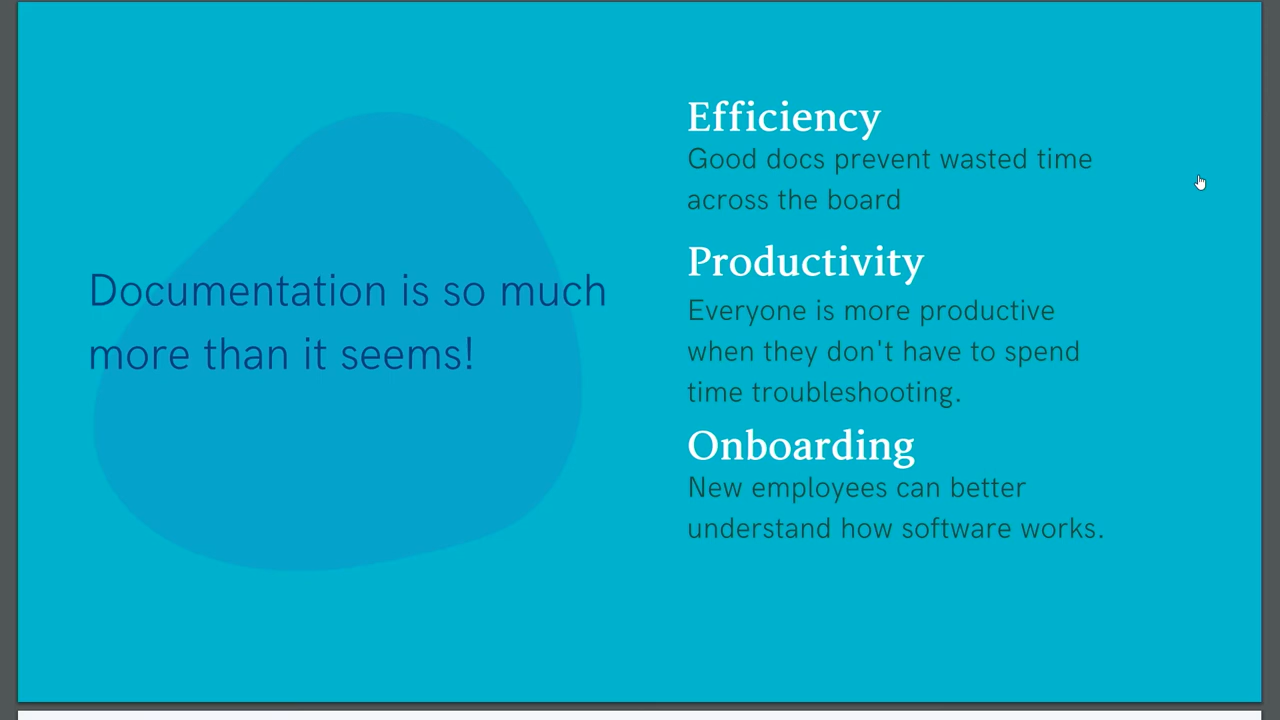 Documentation is so much
more than it seems!
Efficiency
Good docs prevent wasted time
across the board
Productivity
Everyone is more productive
when they don't have to spend
time troubleshooting.
Onboarding
New employees can better
understand how software works.